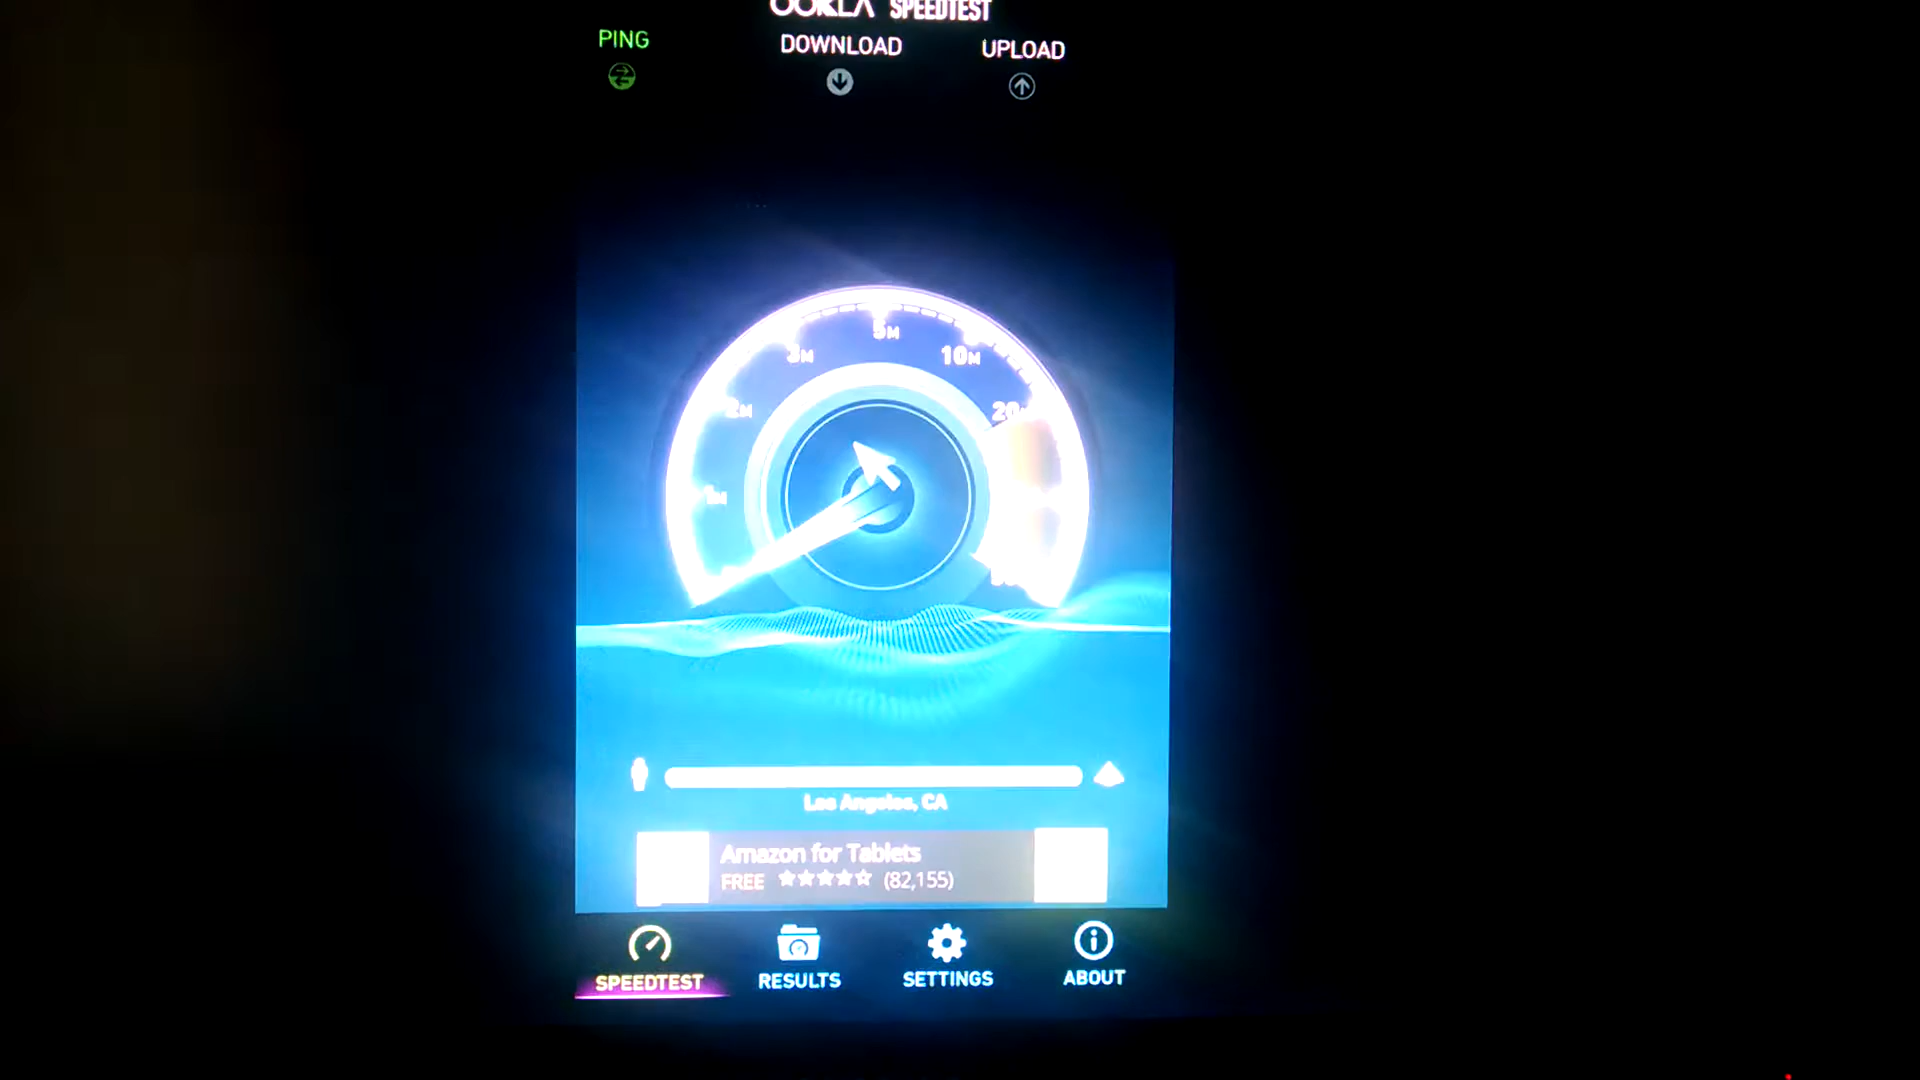 OOKLA SPEEDTEST
PING DOWNLOAD UPLOAD
5M
3M 10M
2M 20M
1M
Los Angeles, CA
Amazon for Tablets
FREE ★★★★☆ (82,155)
SPEEDTEST RESULTS SETTINGS ABOUT